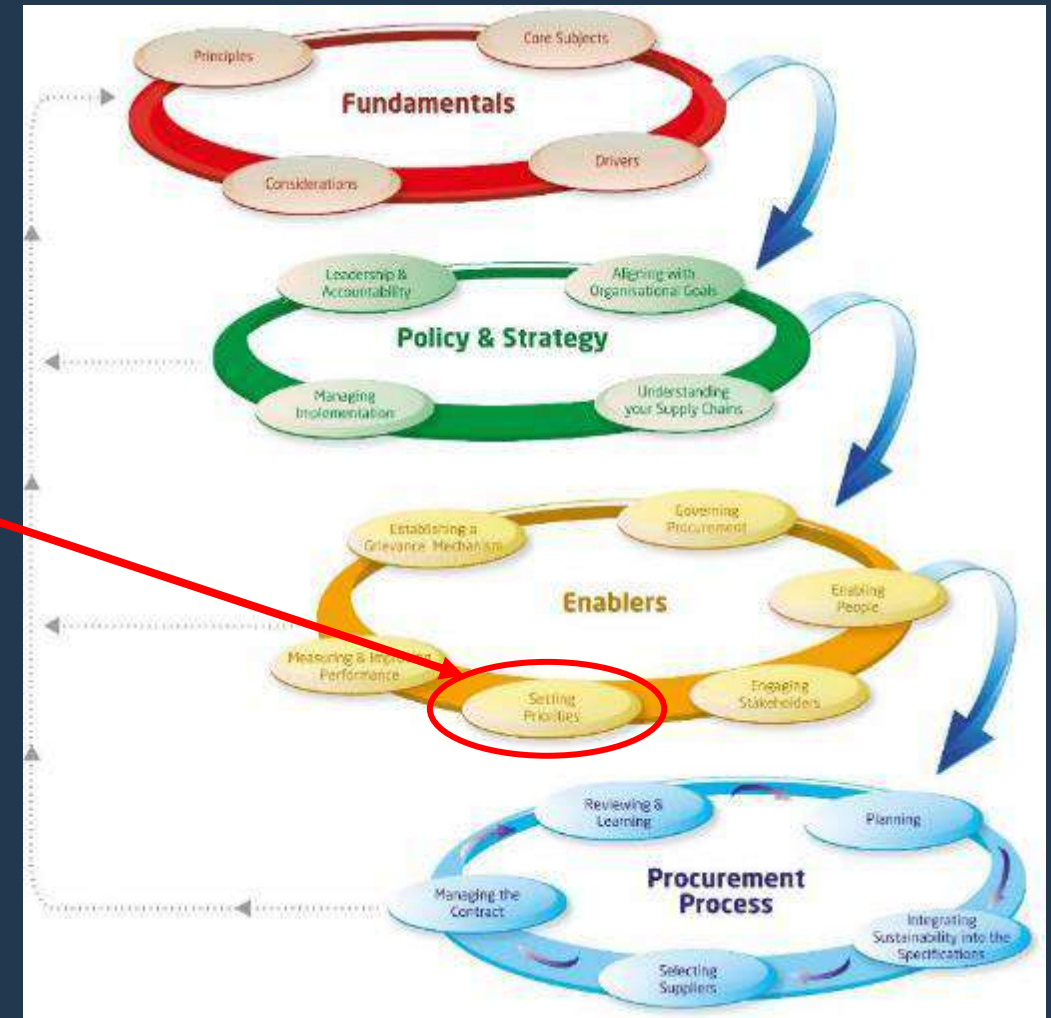 Principles
Core Subjects
Fundamentals
Considerations
Drivers
Leadership &
Accountability
Aligning with
Organisational Goals
Policy & Strategy
Managing
Implementation
Understanding
your Supply Chains
Establishing a
Grievance Mechanism
Governing
Procurement
Enablers
Enabling
People
Measuring & Improving
Performance
Setting
Priorities
Engaging
Stakeholders
Reviewing &
Learning
Planning
Procurement
Process
Managing the
Contract
Integrating
Sustainability into the
Specifications
Selecting
Suppliers